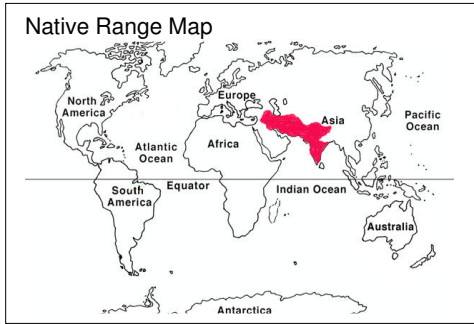 Native Range Map
North
America
Europe
Asia
Pacific
Ocean
Atlantic
Ocean
Africa
Equator
Indian Ocean
South
America
Australia
Antarctica